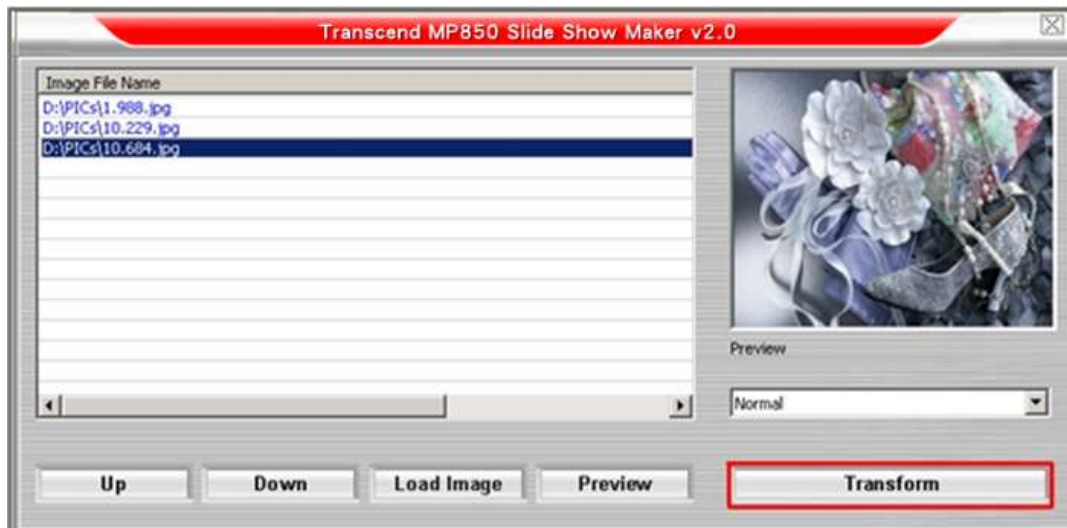 Transcend MP850 Slide Show Maker v2.0
Image File Name
D:\PICs\1.988.jpg
D:\PICs\10.229.jpg
D:\PICs\10.684.jpg
Preview
Normal
Up Down Load Image Preview Transform